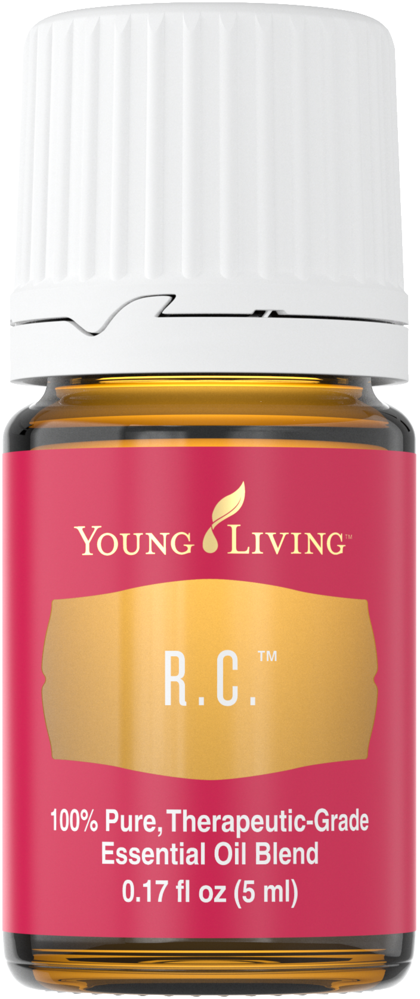 YOUNG LIVING™
R.C.™
100% Pure, Therapeutic-Grade
Essential Oil Blend
0.17 fl oz (5 ml)